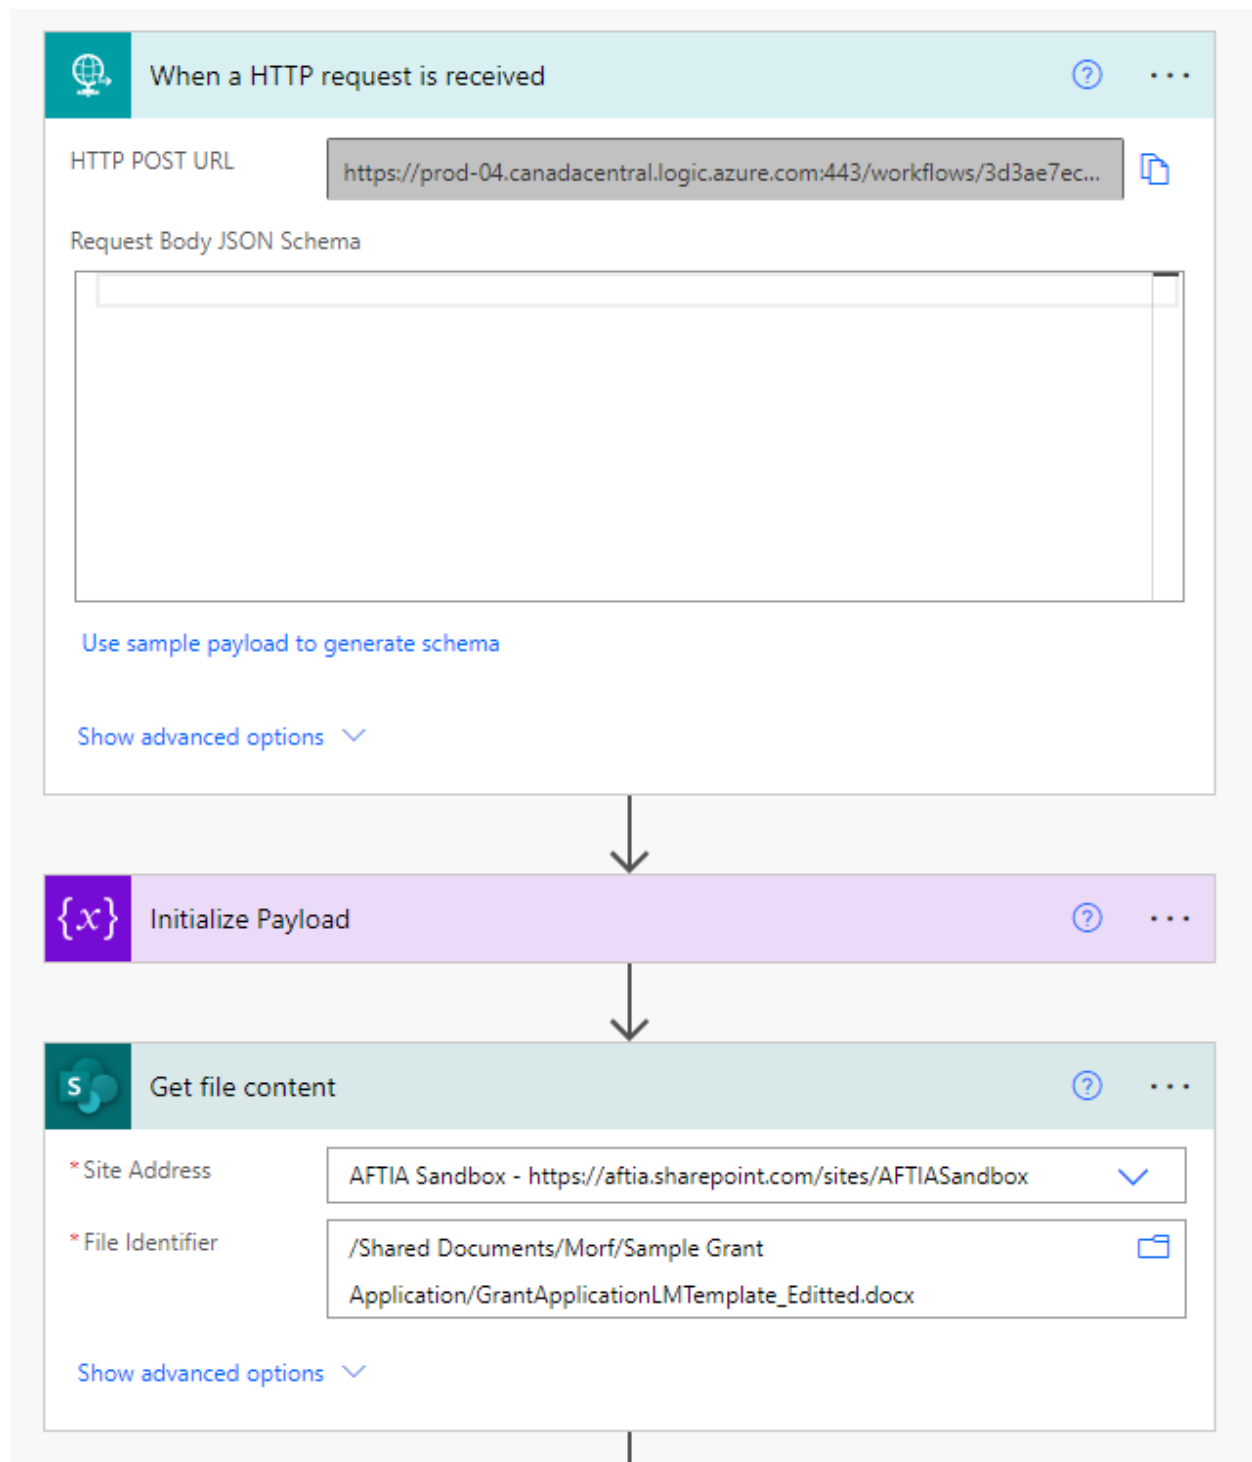 When a HTTP request is received
HTTP POST URL
https://prod-04.canadacentral.logic.azure.com:443/workflows/3d3ae7ec...
Request Body JSON Schema
Use sample payload to generate schema
Show advanced options
{x}
Initialize Payload
S
Get file content
* Site Address
AFTIA Sandbox - https://aftia.sharepoint.com/sites/AFTIASandbox
* File Identifier
/Shared Documents/Morf/Sample Grant
Application/GrantApplicationLMTemplate_Editted.docx
Show advanced options